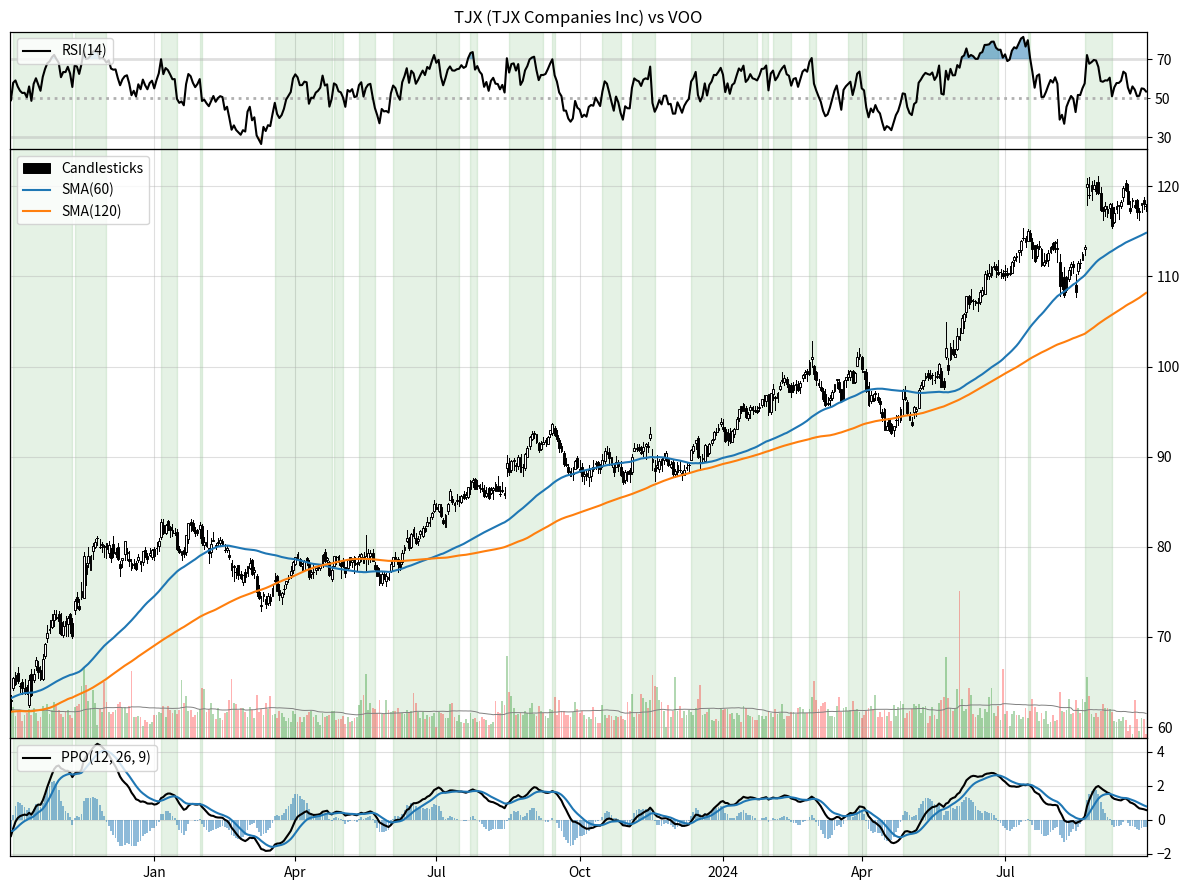 TJX (TJX Companies Inc) vs VOO
RSI(14)
70
50
30
Candlesticks
SMA(60)
SMA(120)
120
110
100
90
80
70
60
PPO(12, 26, 9)
4
2
0
−2
Jan Apr Jul Oct 2024 Apr Jul